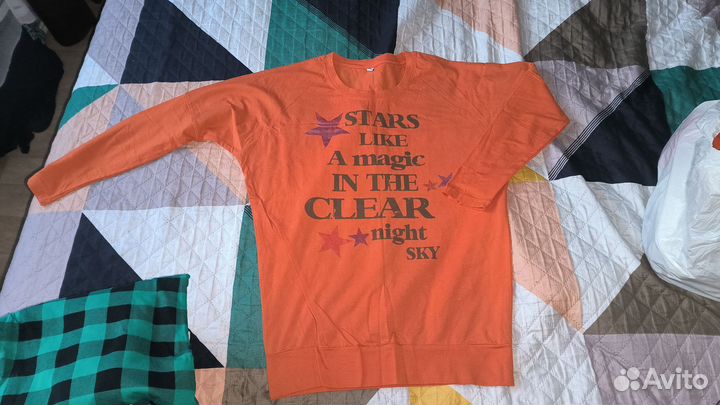 STARS
LIKE
A magic
IN THE
CLEAR
night
SKY
Avito